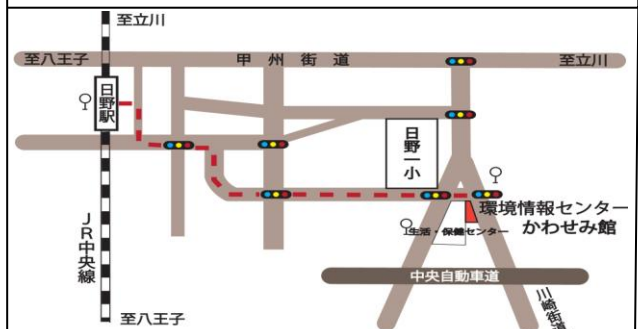 至立川
至八王子
甲州街道
至立川
日野駅
日野一小
環境情報センター
かわせみ館
生活・保健センター
JR中央線
中央自動車道
川崎街道
至八王子